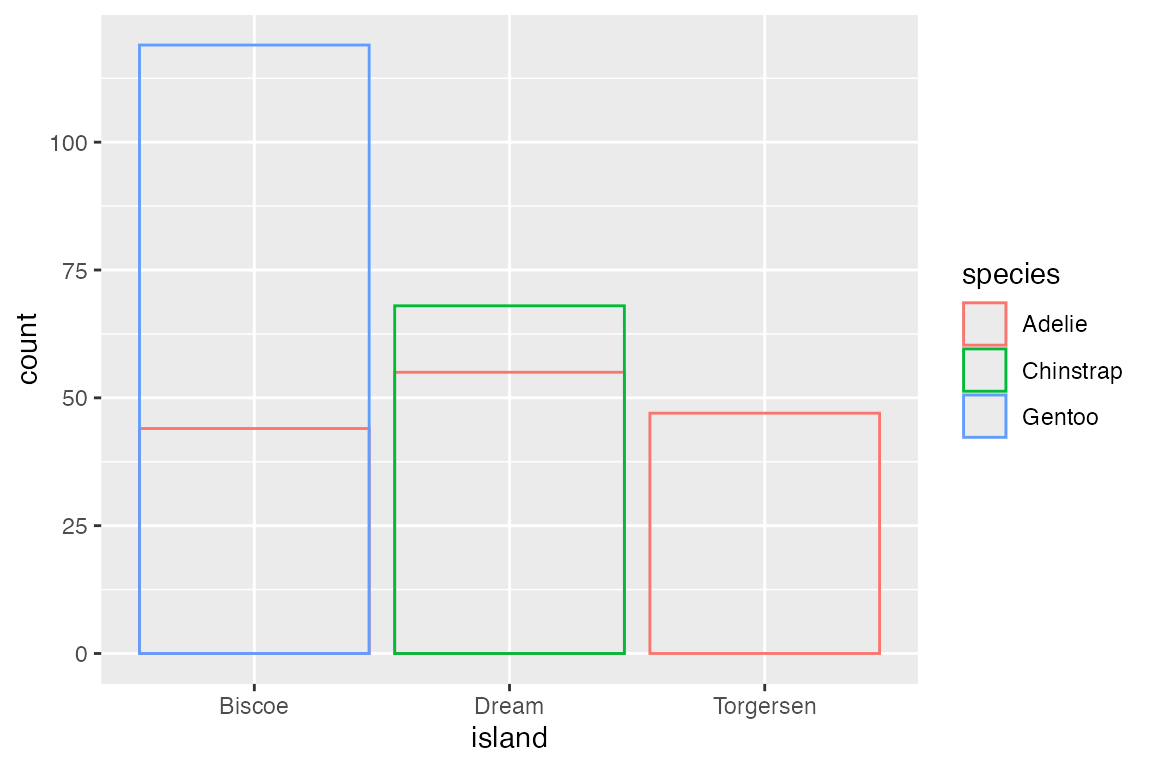 count
100
75
50
25
0
Biscoe
Dream
Torgersen
island
species
Adelie
Chinstrap
Gentoo